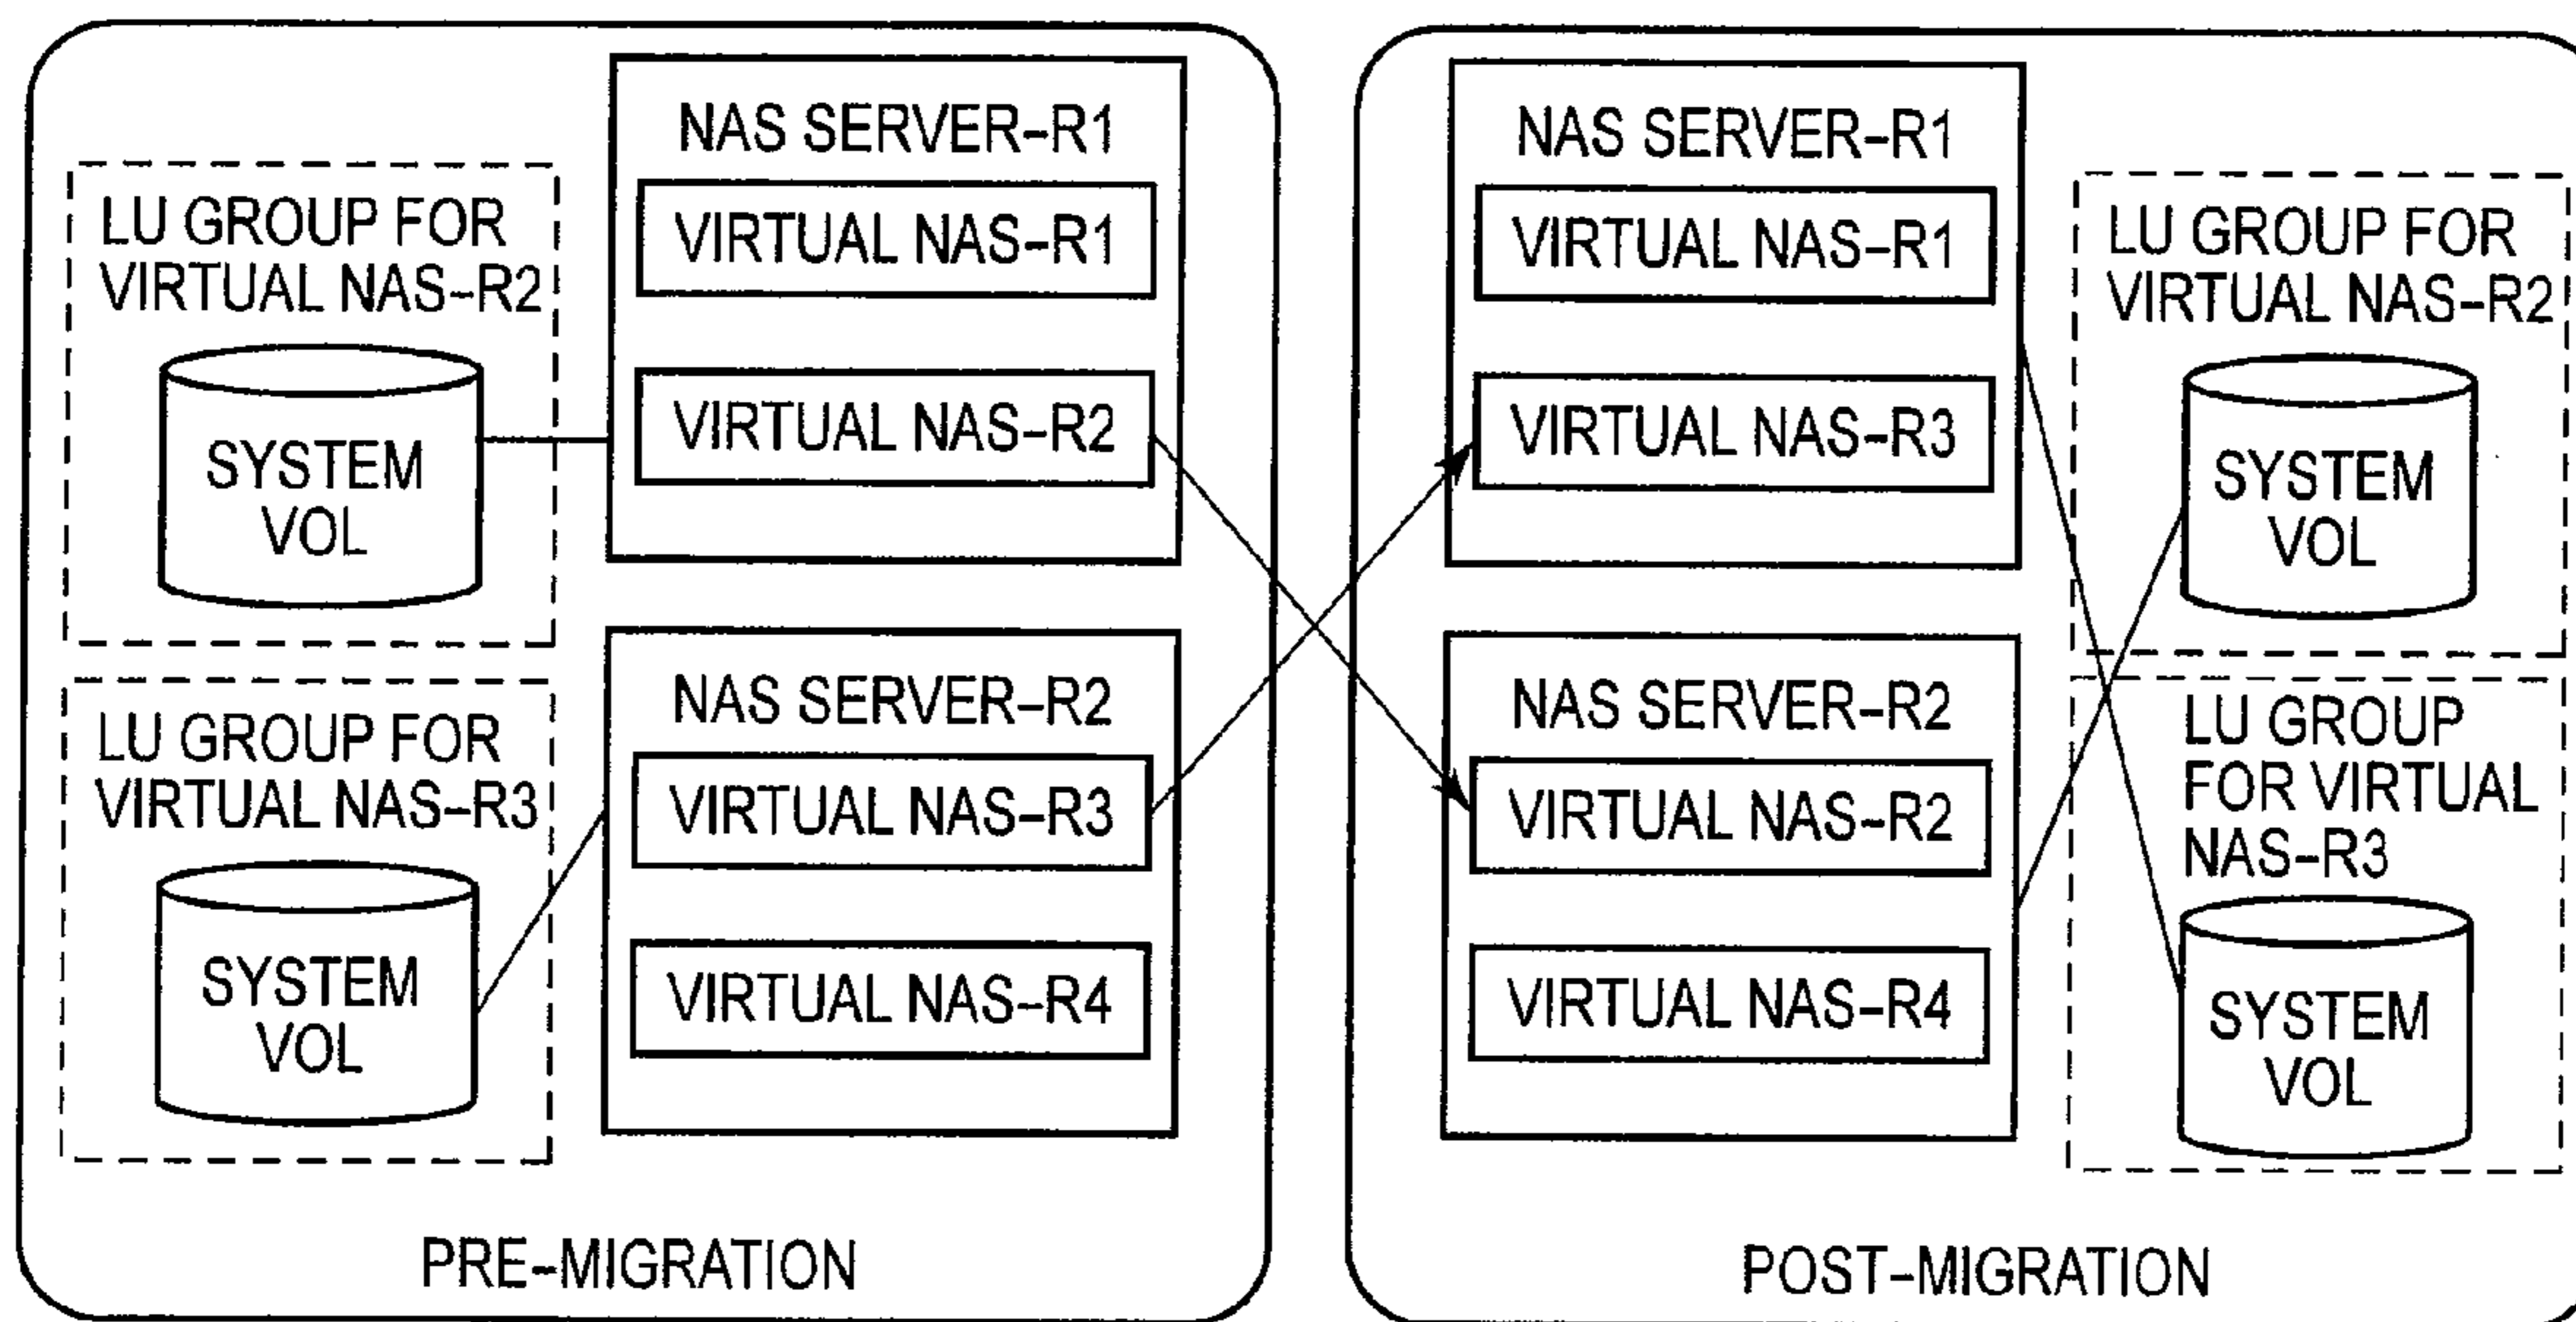 NAS SERVER-R1
VIRTUAL NAS-R1
VIRTUAL NAS-R2
LU GROUP FOR
VIRTUAL NAS-R2
SYSTEM
VOL
NAS SERVER-R2
VIRTUAL NAS-R3
VIRTUAL NAS-R4
LU GROUP FOR
VIRTUAL NAS-R3
SYSTEM
VOL
PRE-MIGRATION
NAS SERVER-R1
VIRTUAL NAS-R1
VIRTUAL NAS-R3
LU GROUP FOR
VIRTUAL NAS-R2
SYSTEM
VOL
NAS SERVER-R2
VIRTUAL NAS-R2
VIRTUAL NAS-R4
LU GROUP
FOR VIRTUAL
NAS-R3
SYSTEM
VOL
POST-MIGRATION